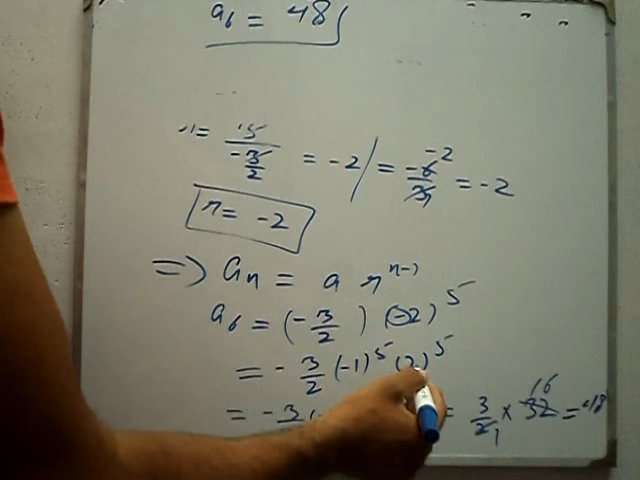 a₆ = 48
r = 15 / (-3/2) = -2 / = -6/3 = -2
r = -2
=> aₙ = a rⁿ⁻¹
a₆ = (-3/2) (-2)⁵
= -3/2 (-1)⁵ (2)⁵
= -3 = 3/2 × 32 16 = 48